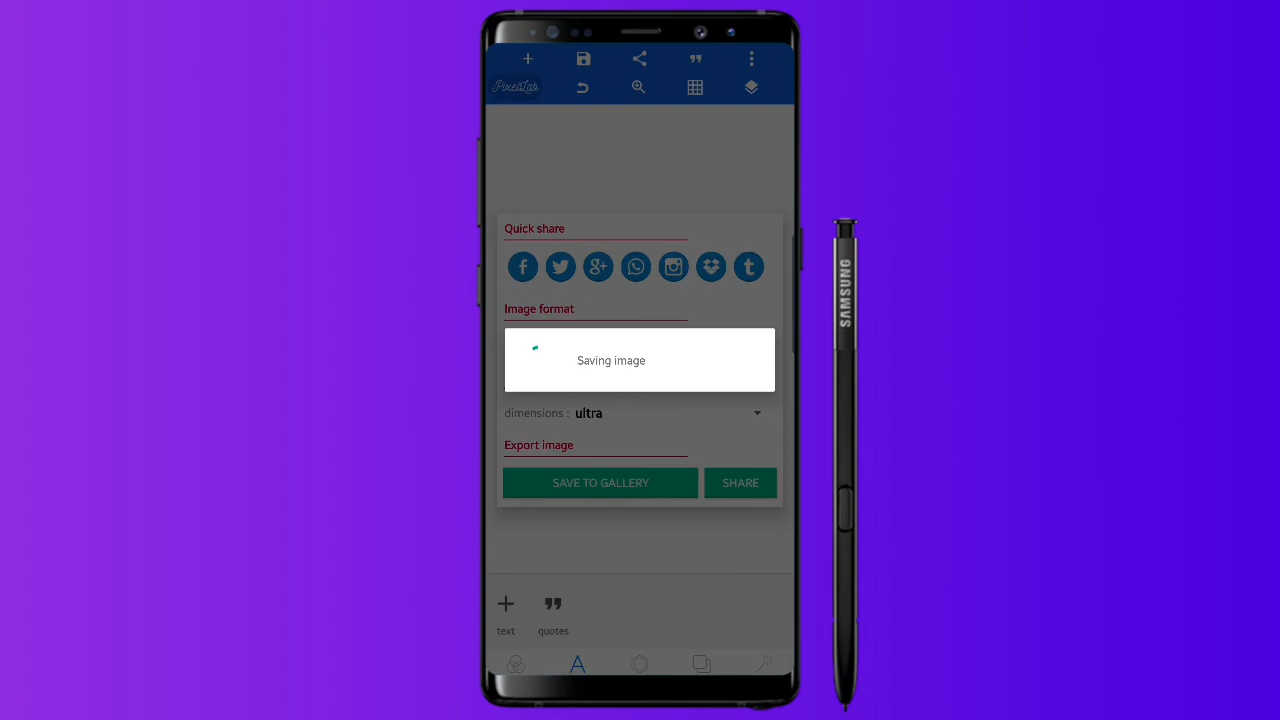 PixelLab
Quick share
Image format
Saving image
dimensions : ultra
Export image
SAVE TO GALLERY SHARE
text quotes
SAMSUNG